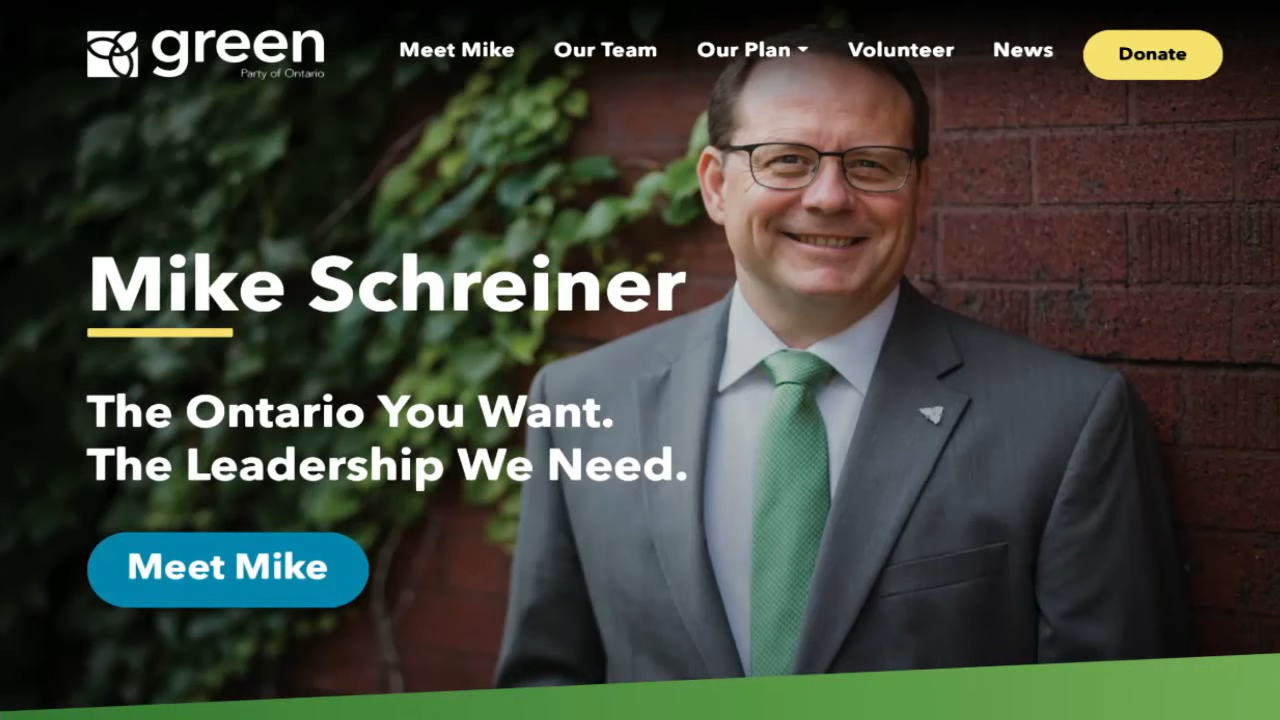 green
Party of Ontario
Meet Mike
Our Team
Our Plan
Volunteer
News
Donate
Mike Schreiner
The Ontario You Want.
The Leadership We Need.
Meet Mike